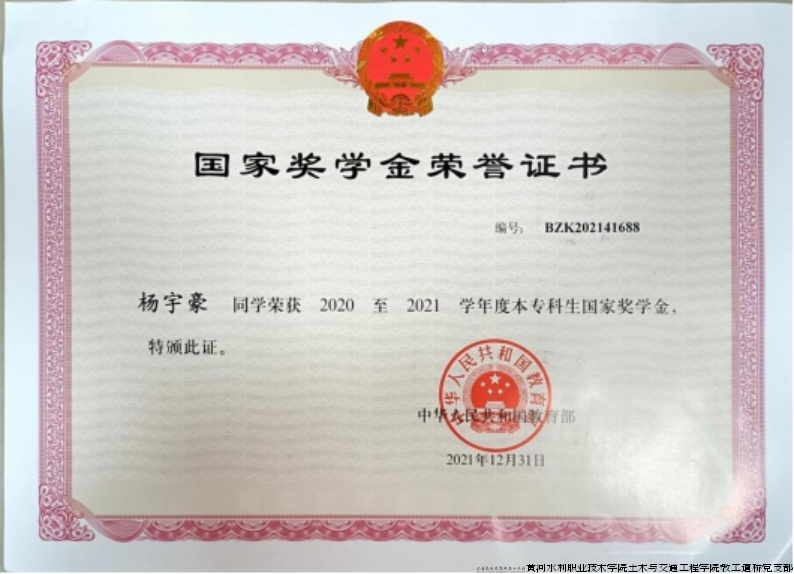 国家奖学金荣誉证书
编号: BZK202141688
杨宇豪 同学荣获 2020 至 2021 学年度本专科生国家奖学金,
特颁此证。
中华人民共和国教育部
中华人民共和国教育部
2021年12月31日
黄河水利职业技术学院土木与交通工程学院教工道桥党支部